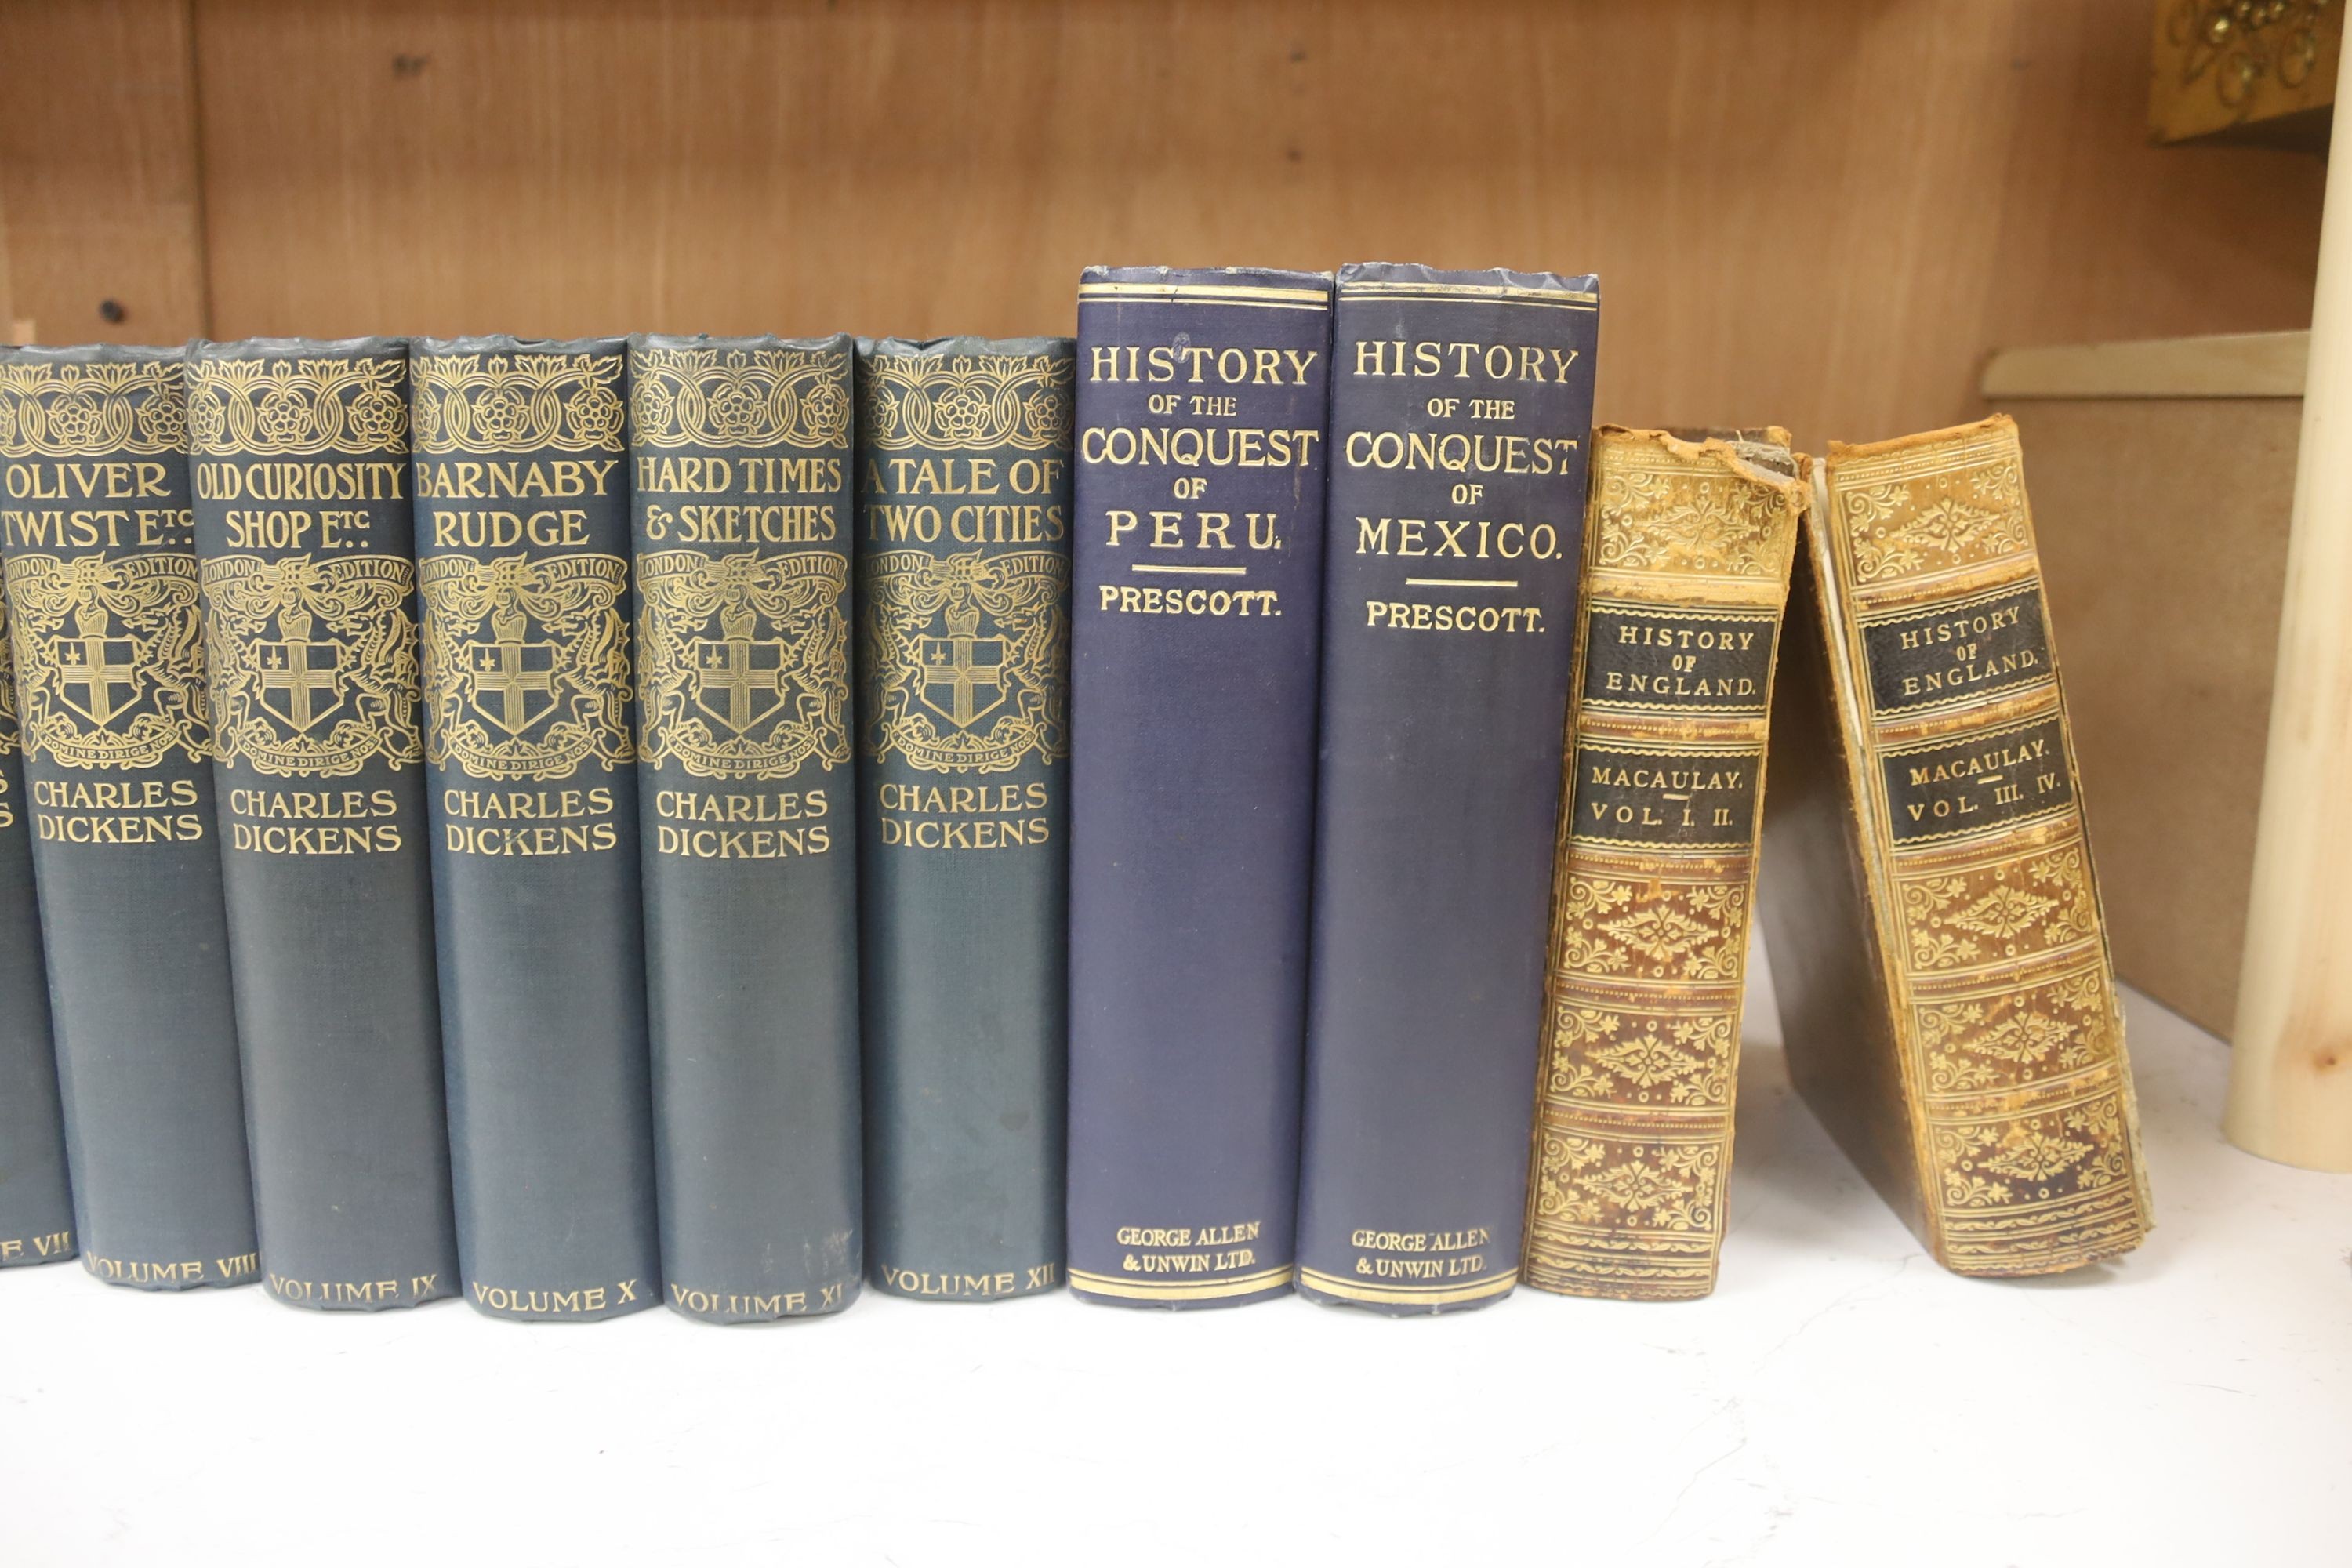 E VII
OLIVER
TWIST ETC.
LONDON EDITION
DOMINE DIRIGE NOS
CHARLES
DICKENS
VOLUME VIII
OLD CURIOSITY
SHOP ETC.
LONDON EDITION
DOMINE DIRIGE NOS
CHARLES
DICKENS
VOLUME IX
BARNABY
RUDGE
LONDON EDITION
DOMINE DIRIGE NOS
CHARLES
DICKENS
VOLUME X
HARD TIMES
& SKETCHES
LONDON EDITION
DOMINE DIRIGE NOS
CHARLES
DICKENS
VOLUME XI
A TALE OF
TWO CITIES
LONDON EDITION
DOMINE DIRIGE NOS
CHARLES
DICKENS
VOLUME XII
HISTORY
OF THE
CONQUEST
OF
PERU.
PRESCOTT.
GEORGE ALLEN
& UNWIN LTD.
HISTORY
OF THE
CONQUEST
OF
MEXICO.
PRESCOTT.
GEORGE ALLEN
& UNWIN LTD.
HISTORY
OF
ENGLAND.
MACAULAY.
VOL. I. II.
HISTORY
OF
ENGLAND.
MACAULAY.
VOL. III. IV.